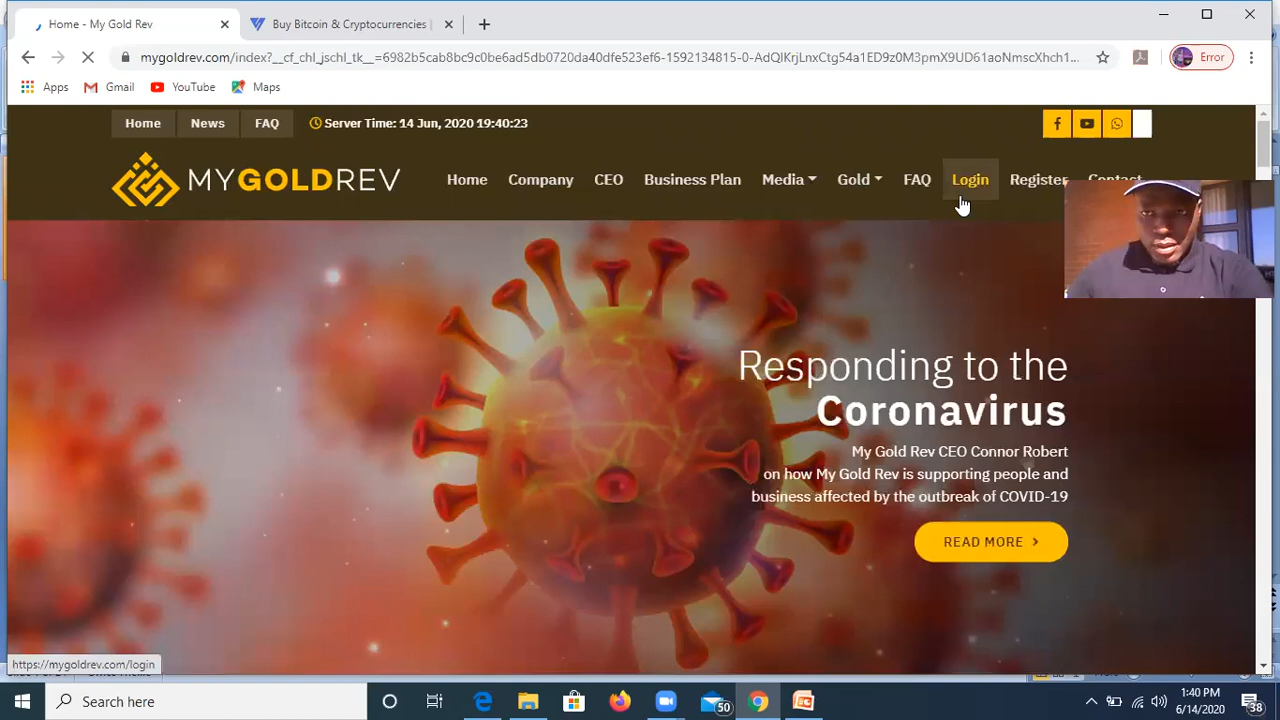 Home - My Gold Rev
Buy Bitcoin & Cryptocurrencies |
mygoldrev.com/index?__cf_chl_jschl_tk__=6982b5cab8bc9c0be6ad5db0720da40dfe523ef6-1592134815-0-AdQIKrjLnxCtg54a1ED9z0M3pmX9UD61aoNmscXhch1...
Error
Apps
Gmail
YouTube
Maps
Home
News
FAQ
Server Time: 14 Jun, 2020 19:40:23
MYGOLDREV
Home
Company
CEO
Business Plan
Media
Gold
FAQ
Login
Register
Contact
Responding to the
Coronavirus
My Gold Rev CEO Connor Robert
on how My Gold Rev is supporting people and
business affected by the outbreak of COVID-19
READ MORE
https://mygoldrev.com/login
Search here
50
1:40 PM
6/14/2020
38